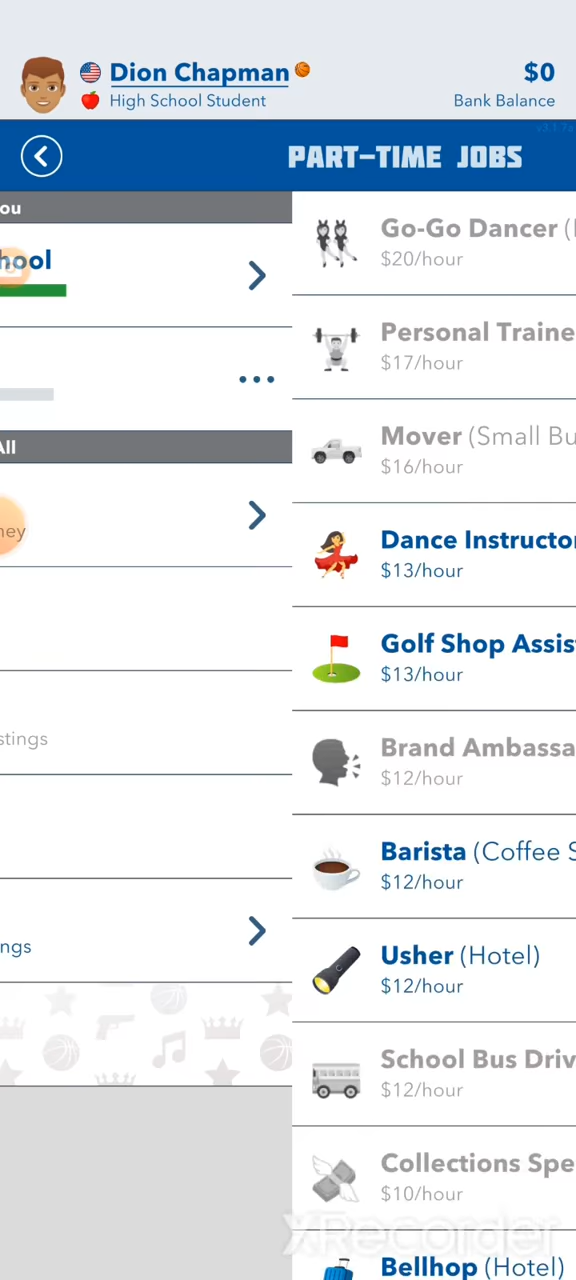 Dion Chapman
$0
High School Student
Bank Balance
PART-TIME JOBS
ou
hool
All
ney
stings
ngs
Go-Go Dancer
$20/hour
Personal Traine
$17/hour
Mover (Small Bu
$16/hour
Dance Instructor
$13/hour
Golf Shop Assis
$13/hour
Brand Ambassa
$12/hour
Barista (Coffee S
$12/hour
Usher (Hotel)
$12/hour
School Bus Driv
$12/hour
Collections Spe
$10/hour
Bellhop (Hotel)
XRecorder